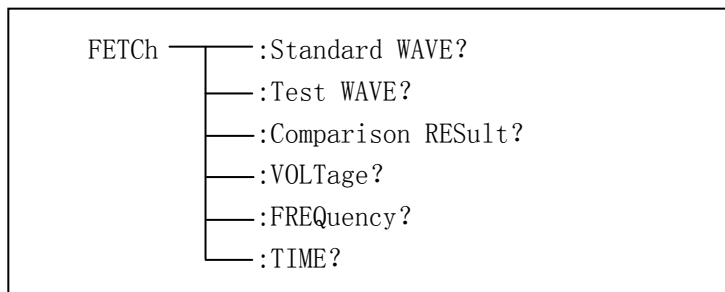 FETCh :Standard WAVE?
:Test WAVE?
:Comparison RESult?
:VOLTage?
:FREQuency?
:TIME?